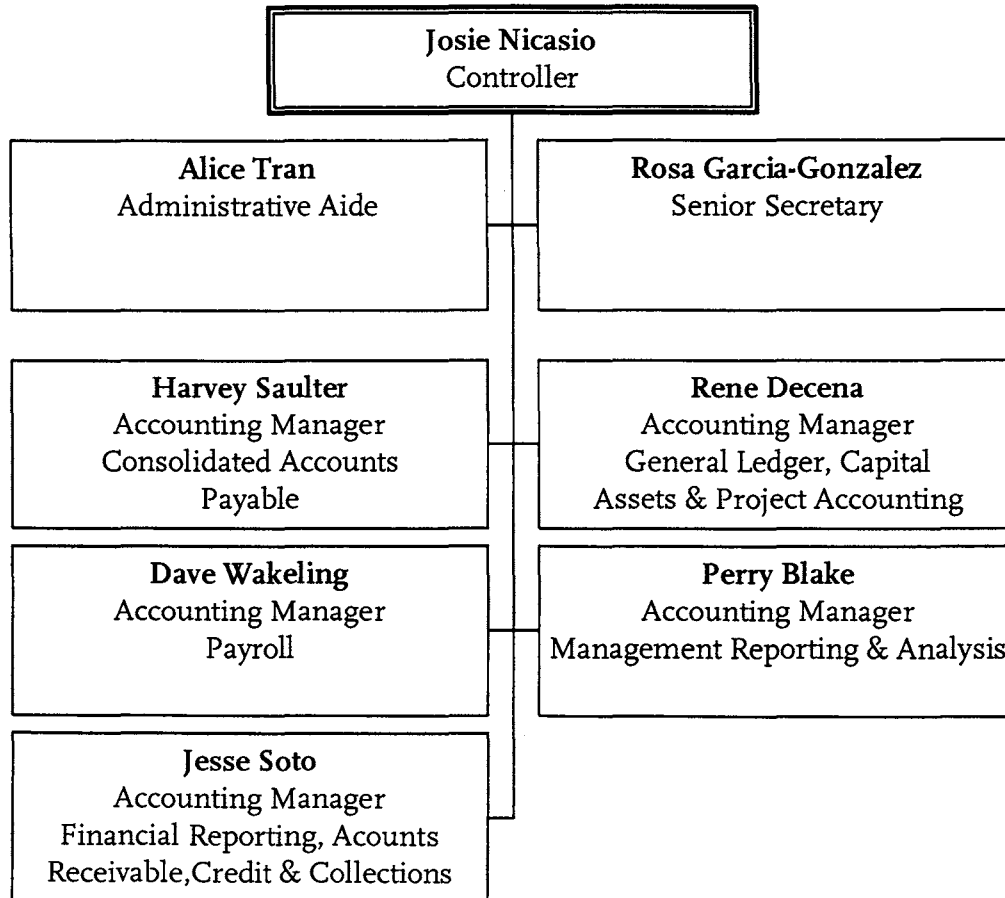 Josie Nicasio
Controller
Alice Tran
Administrative Aide
Rosa Garcia-Gonzalez
Senior Secretary
Harvey Saulter
Accounting Manager
Consolidated Accounts
Payable
Rene Decena
Accounting Manager
General Ledger, Capital
Assets & Project Accounting
Dave Wakeling
Accounting Manager
Payroll
Perry Blake
Accounting Manager
Management Reporting & Analysis
Jesse Soto
Accounting Manager
Financial Reporting, Acounts
Receivable,Credit & Collections